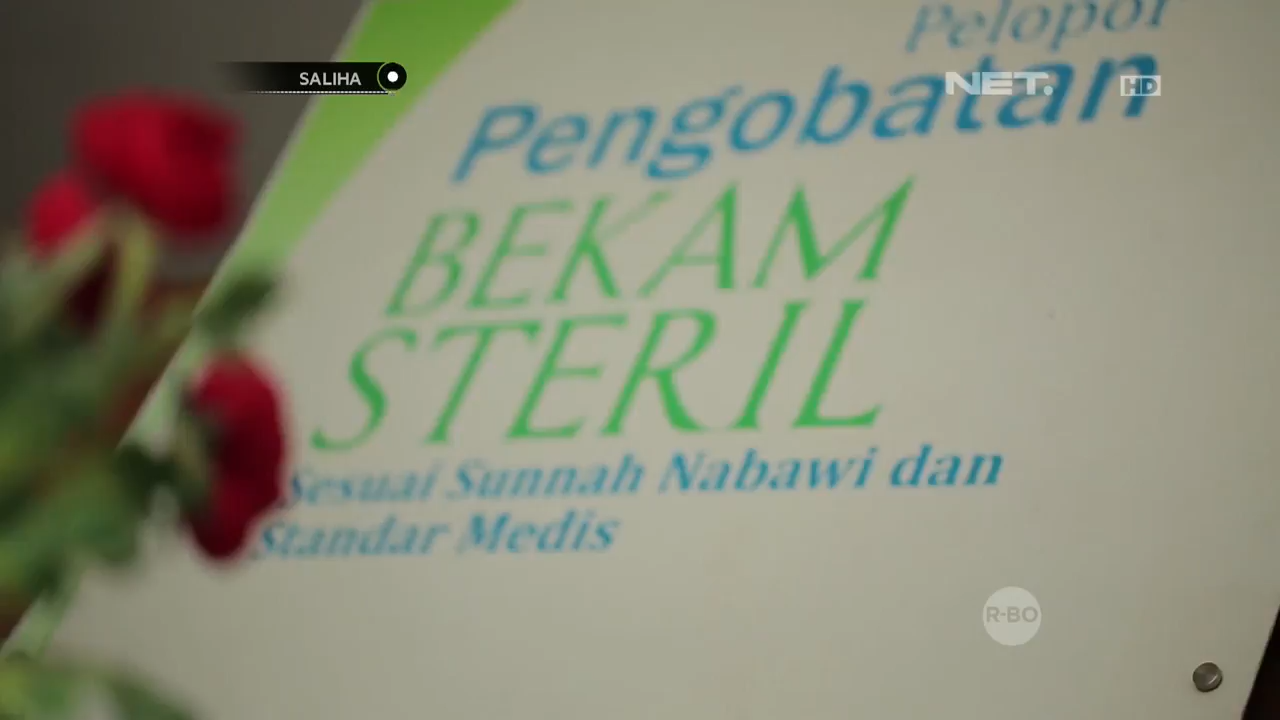 SALIHA
NET.
HD
Pelopor
Pengobatan
BEKAM
STERIL
Sesuai Sunnah Nabawi dan
Standar Medis
R-BO